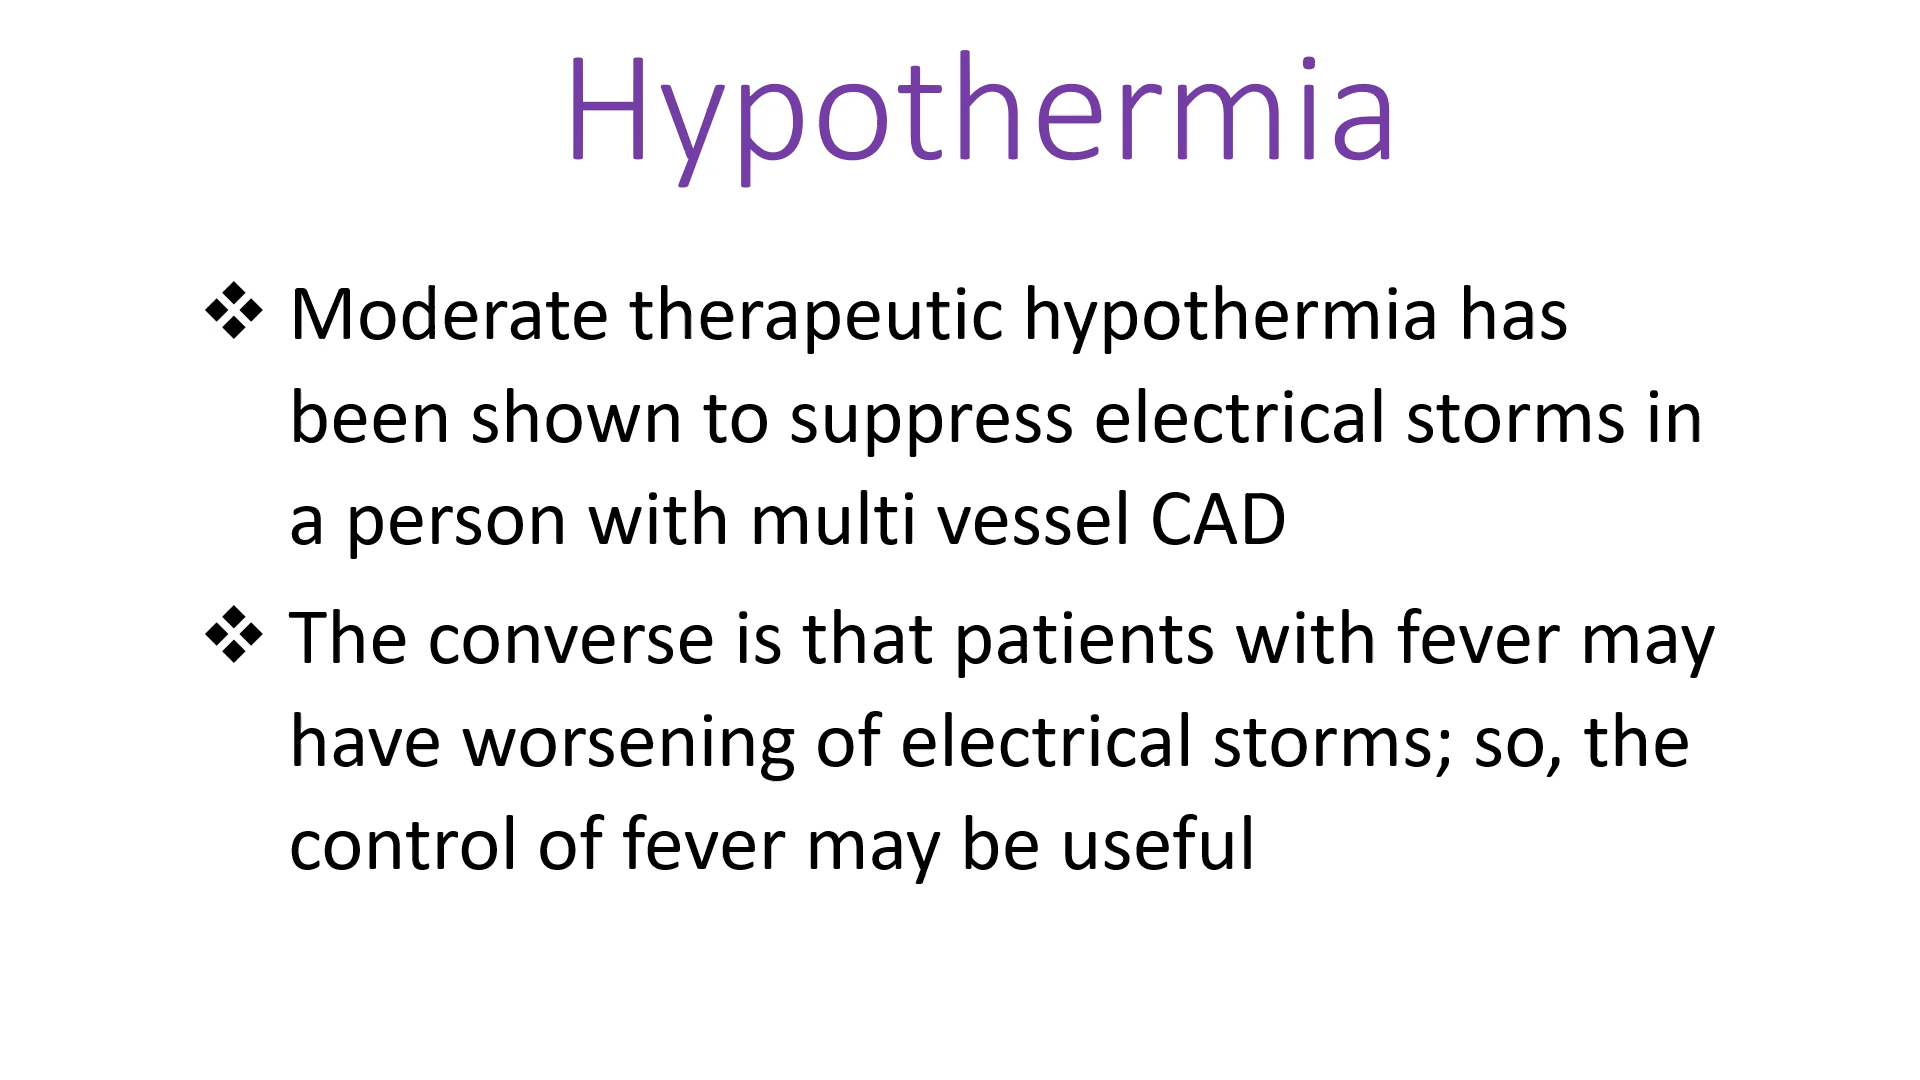 Hypothermia
❖ Moderate therapeutic hypothermia has
been shown to suppress electrical storms in
a person with multi vessel CAD
❖ The converse is that patients with fever may
have worsening of electrical storms; so, the
control of fever may be useful